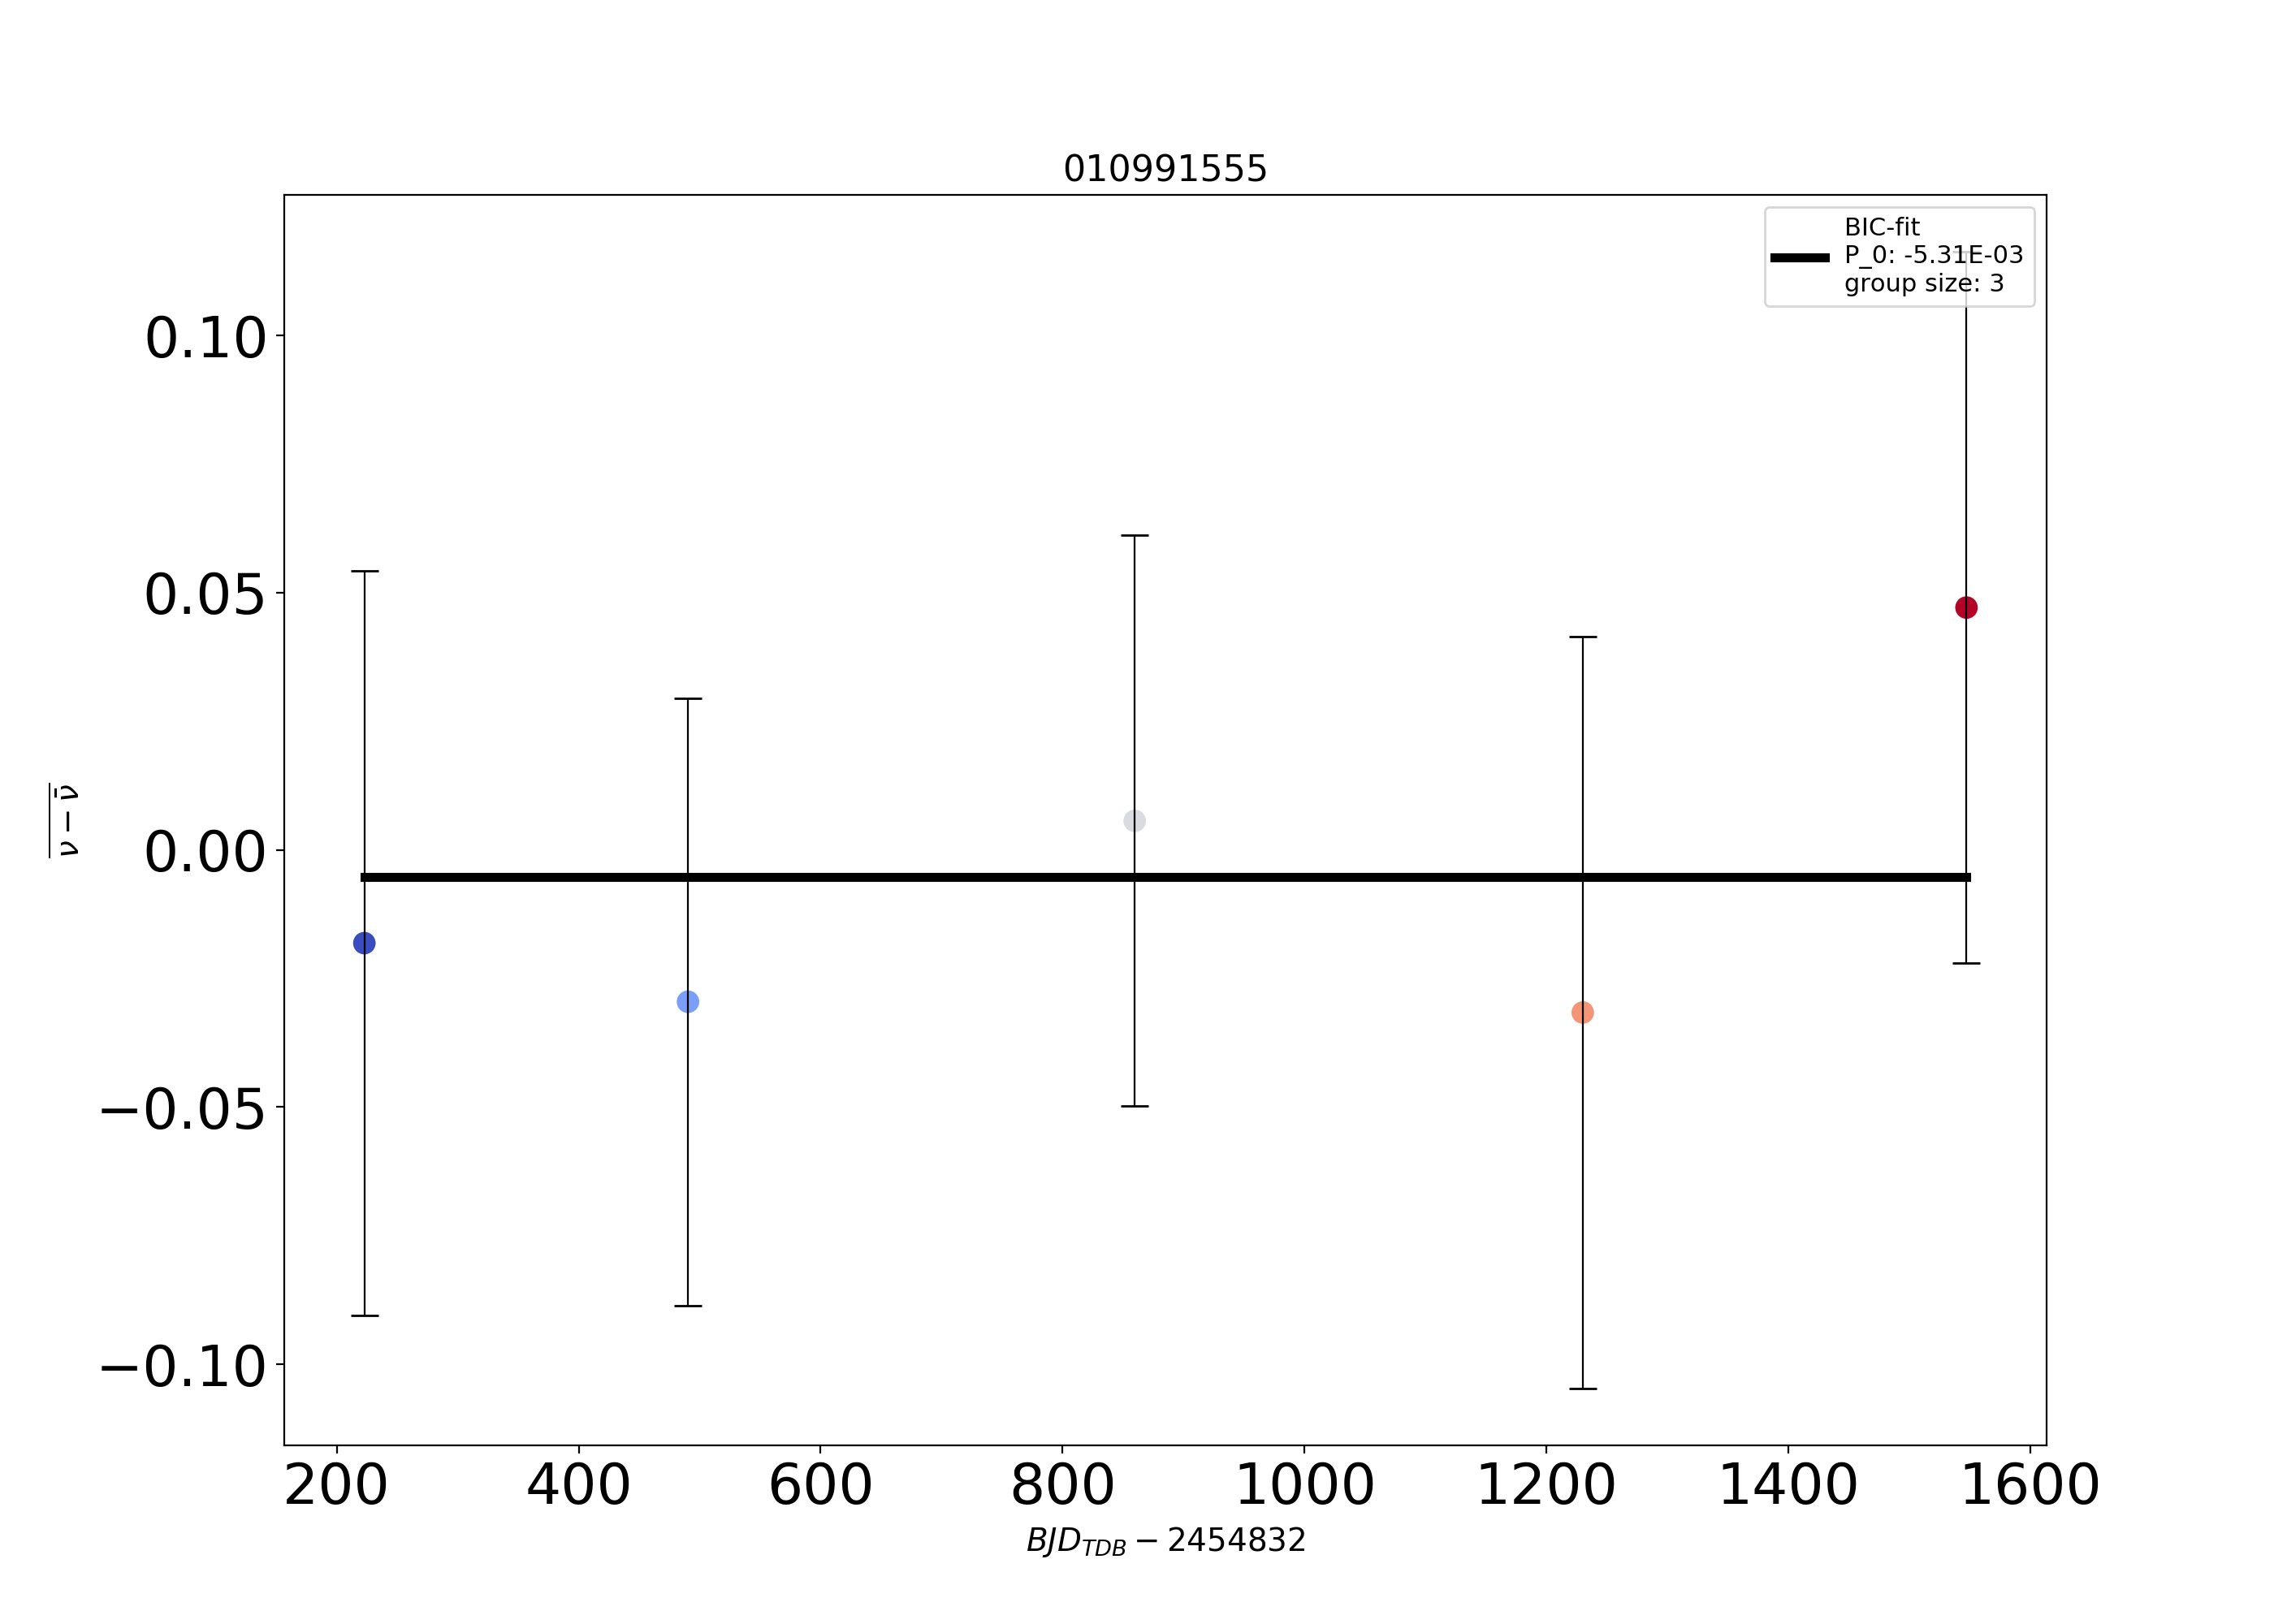 010991555
BIC-fit
P_0: -5.31E-03
group size: 3
0.10
0.05
0.00
−0.05
−0.10
ν − ν̄
200 400 600 800 1000 1200 1400 1600
BJD_TDB − 2454832